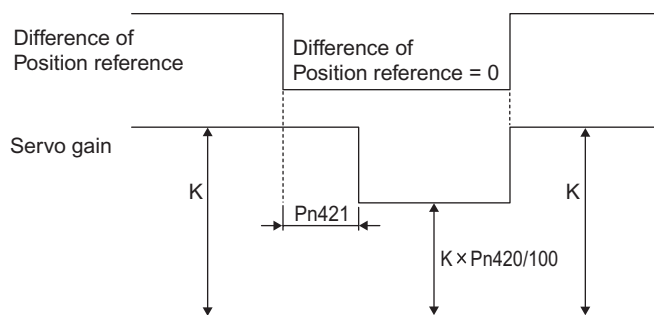 Difference of
Position reference
Difference of
Position reference = 0
Servo gain
K
Pn421
K × Pn420/100
K